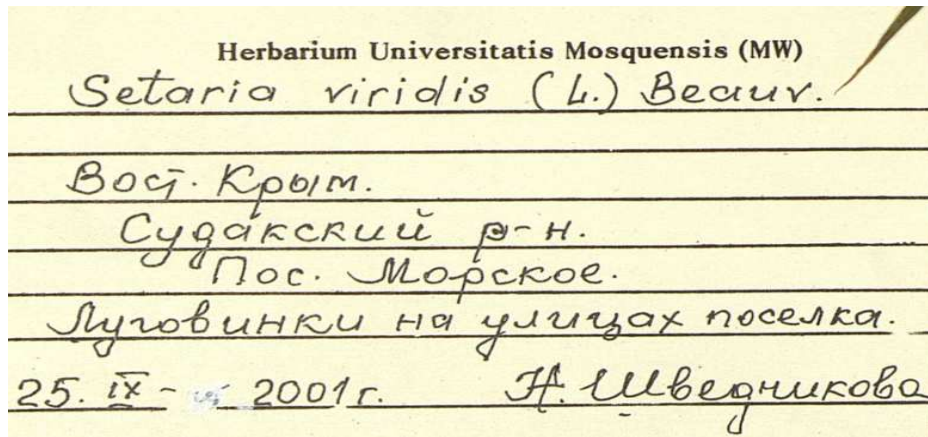 Herbarium Universitatis Mosquensis (MW)
Setaria viridis (L.) Beauv.
Вост. Крым.
Судакский р-н.
Пос. Морское.
Луговинки на улицах поселка.
25. IX - 2001 г. Н. Шведчикова